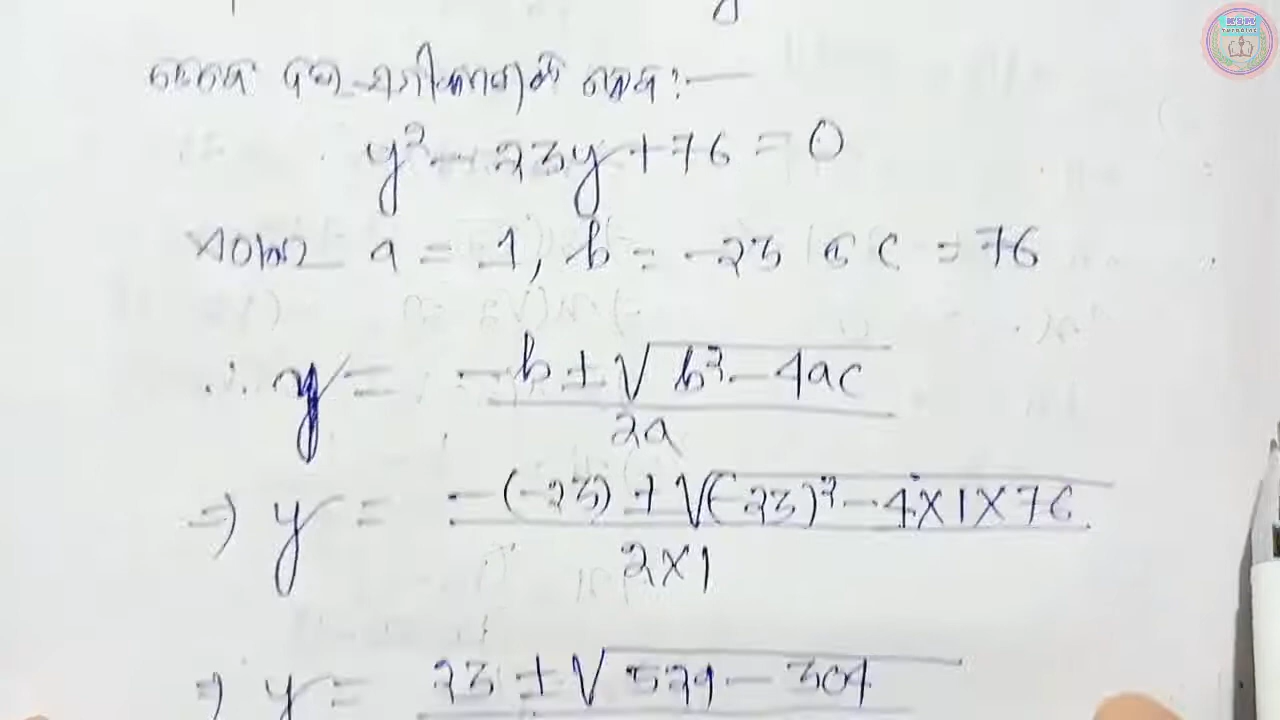 y² - 23y + 76 = 0
a = 1, b = -23 ଓ c = 76
∴ y = -b ± √b² - 4ac
2a
⇒ y = -(-23) ± √(-23)² - 4×1×76
2×1
⇒ y = 23 ± √529 - 304